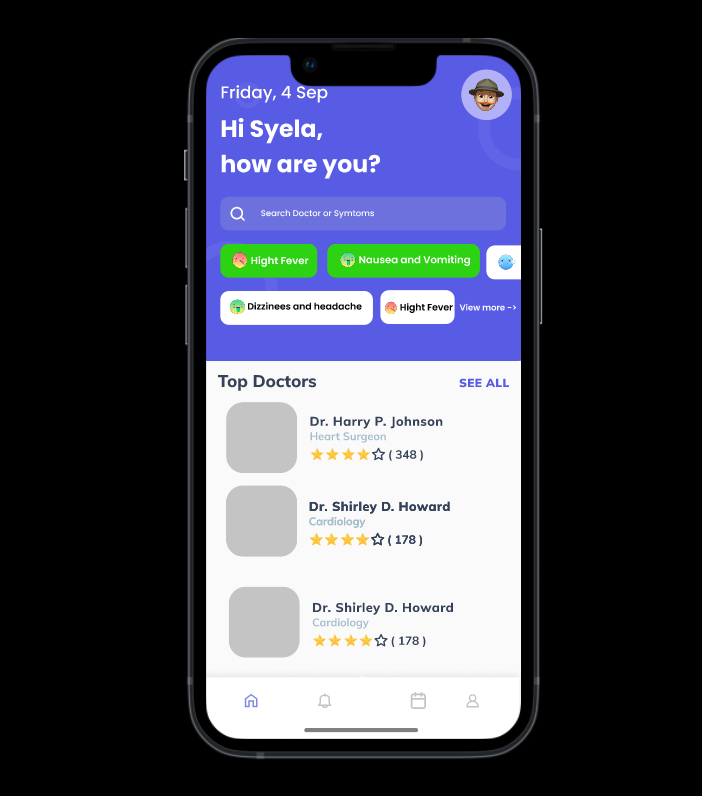 Friday, 4 Sep
Hi Syela,
how are you?
Search Doctor or Symtoms
Hight Fever
Nausea and Vomiting
Dizzinees and headache
Hight Fever
View more ->
Top Doctors
SEE ALL
Dr. Harry P. Johnson
Heart Surgeon
( 348 )
Dr. Shirley D. Howard
Cardiology
( 178 )
Dr. Shirley D. Howard
Cardiology
( 178 )